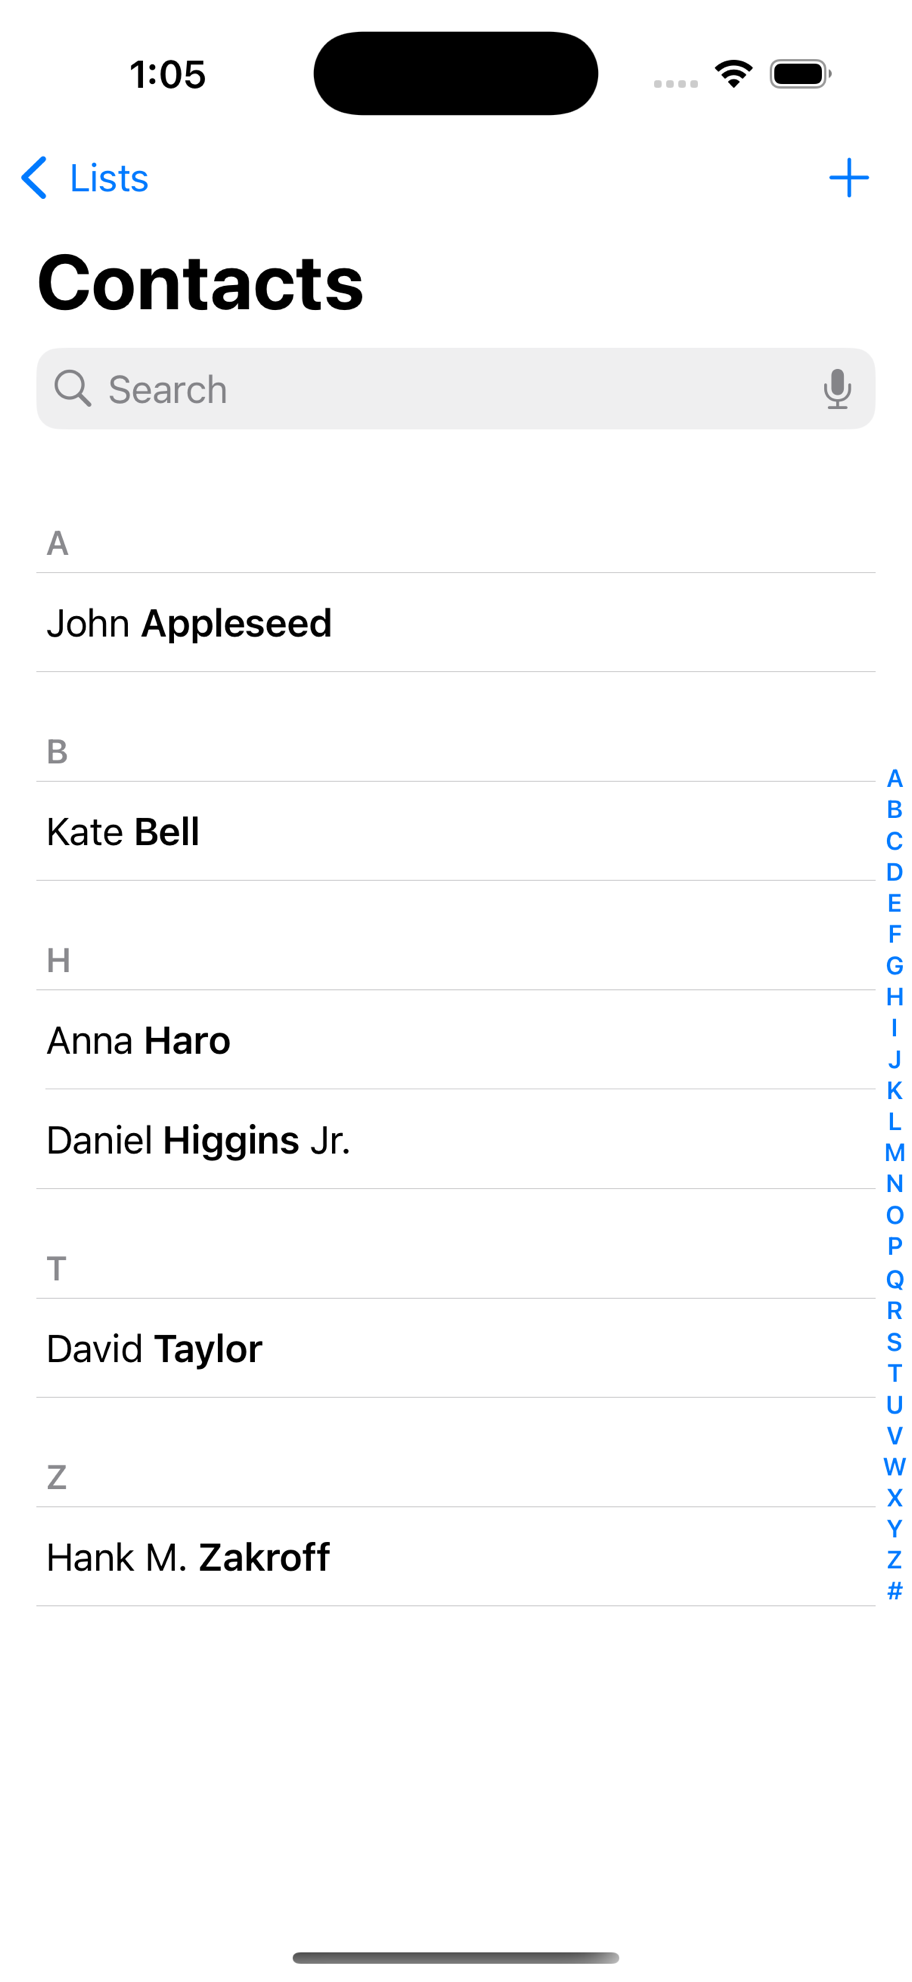 1:05
Lists
Contacts
Search
A
John Appleseed
B
Kate Bell
H
Anna Haro
Daniel Higgins Jr.
T
David Taylor
Z
Hank M. Zakroff
A
B
C
D
E
F
G
H
I
J
K
L
M
N
O
P
Q
R
S
T
U
V
W
X
Y
Z
#